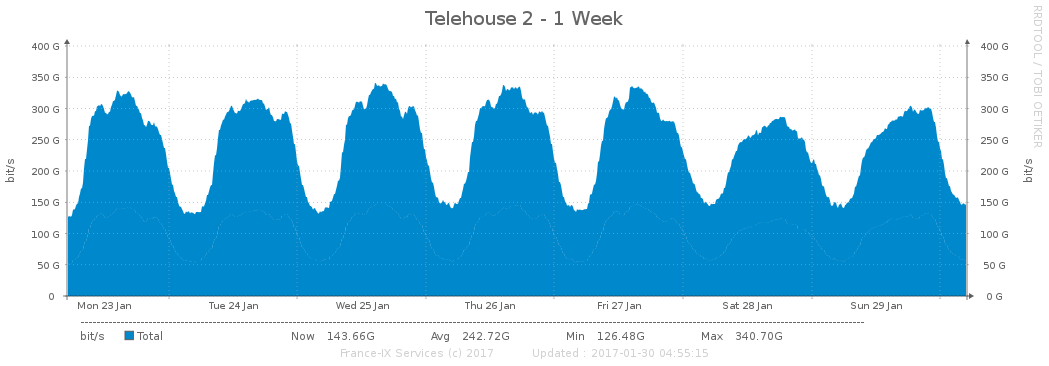 Telehouse 2 - 1 Week
RRDTOOL / TOBI OETIKER
400 G 400 G
350 G 350 G
300 G 300 G
250 G 250 G
200 G 200 G
150 G 150 G
100 G 100 G
50 G 50 G
0 0 G
bit/s bit/s
Mon 23 Jan Tue 24 Jan Wed 25 Jan Thu 26 Jan Fri 27 Jan Sat 28 Jan Sun 29 Jan
bit/s Total Now 143.66G Avg 242.72G Min 126.48G Max 340.70G
France-IX Services (c) 2017 Updated : 2017-01-30 04:55:15